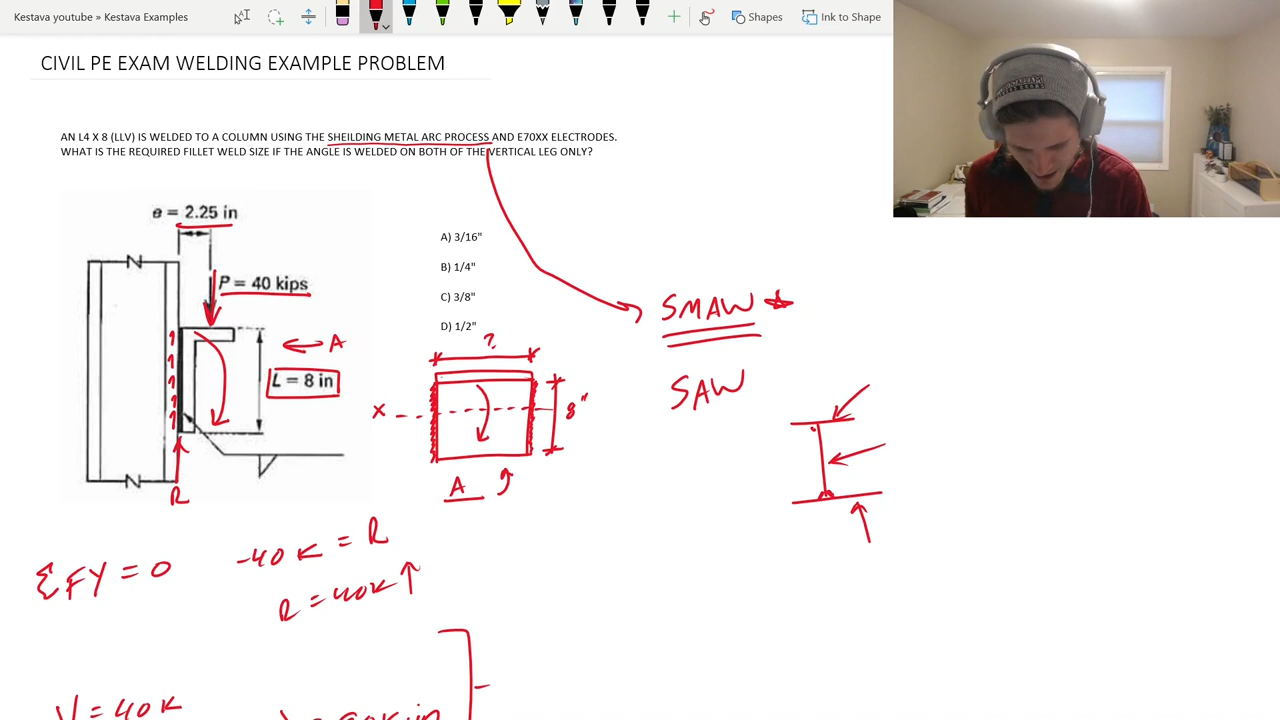 Kestava youtube » Kestava Examples
Shapes
Ink to Shape
CIVIL PE EXAM WELDING EXAMPLE PROBLEM
AN L4 X 8 (LLV) IS WELDED TO A COLUMN USING THE SHEILDING METAL ARC PROCESS AND E70XX ELECTRODES.
WHAT IS THE REQUIRED FILLET WELD SIZE IF THE ANGLE IS WELDED ON BOTH OF THE VERTICAL LEG ONLY?
e = 2.25 in
P = 40 kips
A
L = 8 in
N
N
R
A) 3/16"
B) 1/4"
C) 3/8"
D) 1/2"
?
X
8"
A
SMAW
SAW
ΣFY = 0
-40K = R
R = 40K ↑
V = 40K